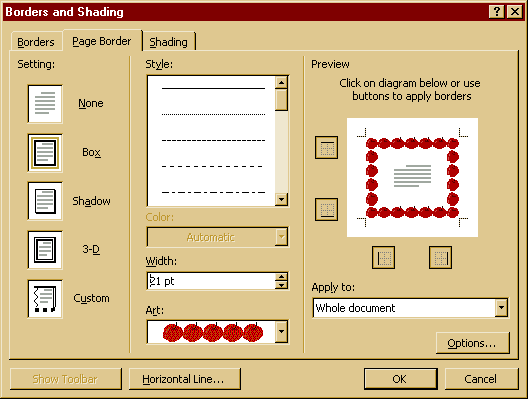 Borders and Shading
Borders
Page Border
Shading
Setting:
None
Box
Shadow
3-D
Custom
Style:
Color:
Automatic
Width:
21 pt
Art:
Preview
Click on diagram below or use
buttons to apply borders
Apply to:
Whole document
Options...
Show Toolbar
Horizontal Line...
OK
Cancel